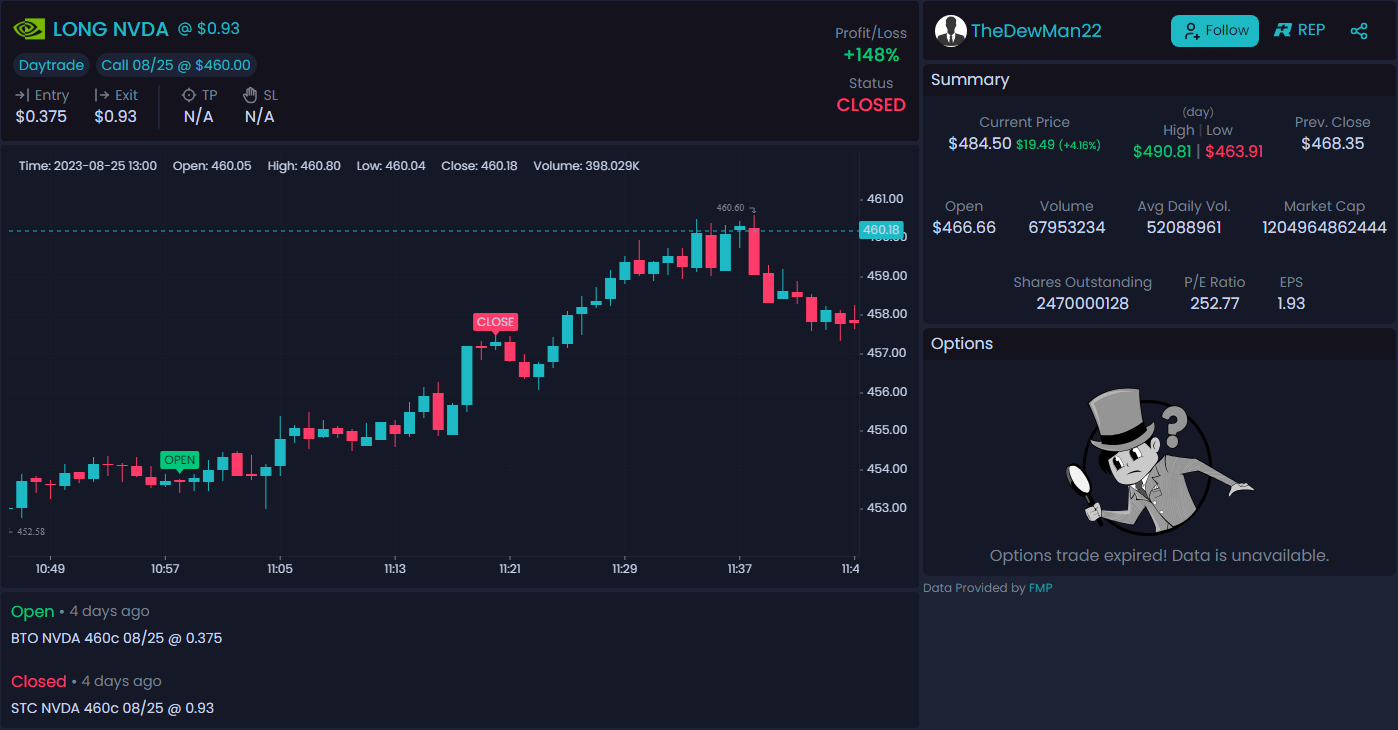 LONG NVDA @ $0.93
Daytrade Call 08/25 @ $460.00
Entry Exit TP SL
$0.375 $0.93 N/A N/A
Profit/Loss
+148%
Status
CLOSED
Time: 2023-08-25 13:00 Open: 460.05 High: 460.80 Low: 460.04 Close: 460.18 Volume: 398.029K
461.00
460.60
460.18
460.00
459.00
458.00
457.00
456.00
455.00
454.00
453.00
CLOSE
OPEN
452.58
10:49 10:57 11:05 11:13 11:21 11:29 11:37 11:4
Open • 4 days ago
BTO NVDA 460c 08/25 @ 0.375
Closed • 4 days ago
STC NVDA 460c 08/25 @ 0.93
TheDewMan22 Follow REP
Summary
Current Price
$484.50 $19.49 (+4.16%)
(day)
High | Low
$490.81 | $463.91
Prev. Close
$468.35
Open Volume Avg Daily Vol. Market Cap
$466.66 67953234 52088961 1204964862444
Shares Outstanding P/E Ratio EPS
2470000128 252.77 1.93
Options
?
Options trade expired! Data is unavailable.
Data Provided by FMP